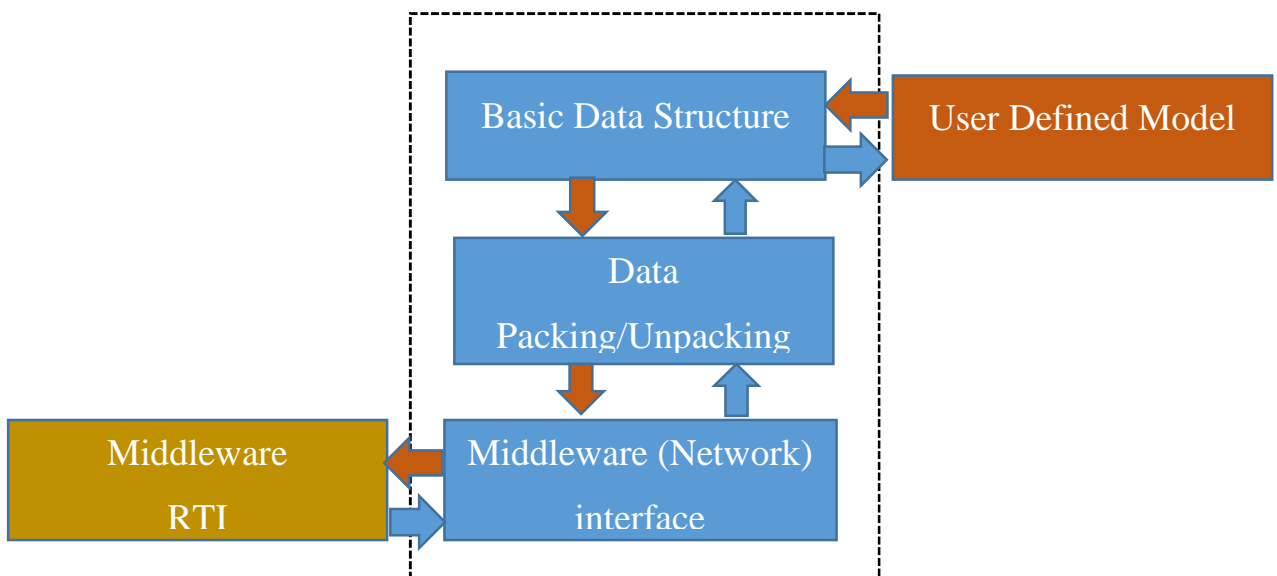 Basic Data Structure
User Defined Model
Data
Packing/Unpacking
Middleware
RTI
Middleware (Network)
interface